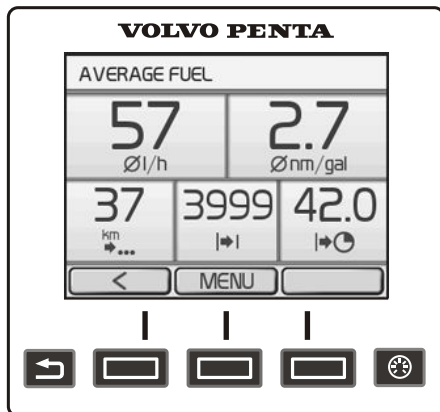 VOLVO PENTA
AVERAGE FUEL
57 2.7
Øl/h Ønm/gal
37 3999 42.0
km
< MENU